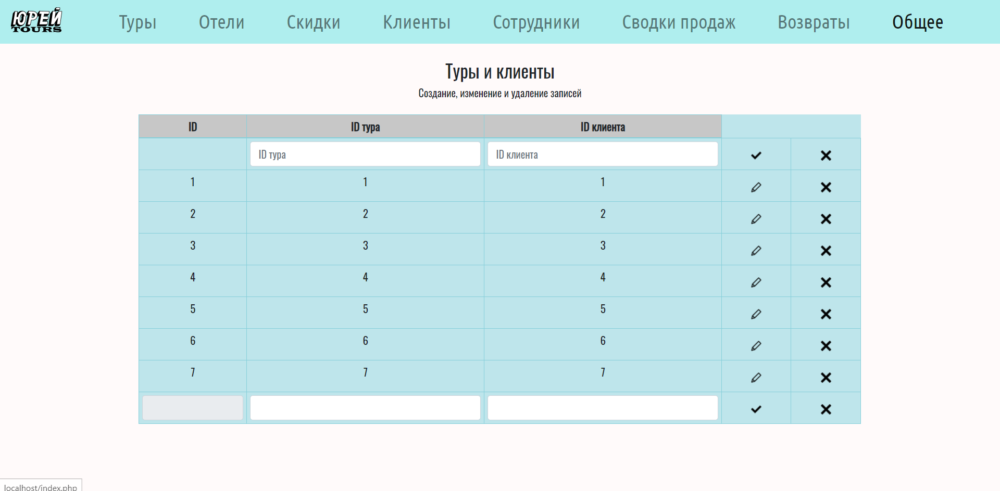 ЮРЕЙ
TOURS
Туры Отели Скидки Клиенты Сотрудники Сводки продаж Возвраты Общее
Туры и клиенты
Создание, изменение и удаление записей
ID ID тура ID клиента
ID тура ID клиента
1 1 1
2 2 2
3 3 3
4 4 4
5 5 5
6 6 6
7 7 7
localhost/index.php